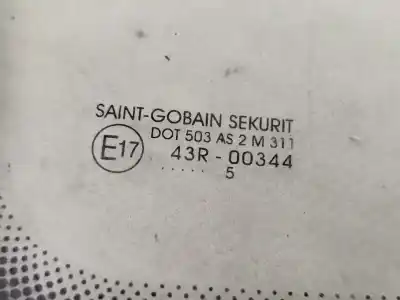 SAINT-GOBAIN SEKURIT
DOT 503 AS 2 M 311
E17 43R - 00344
..... 5